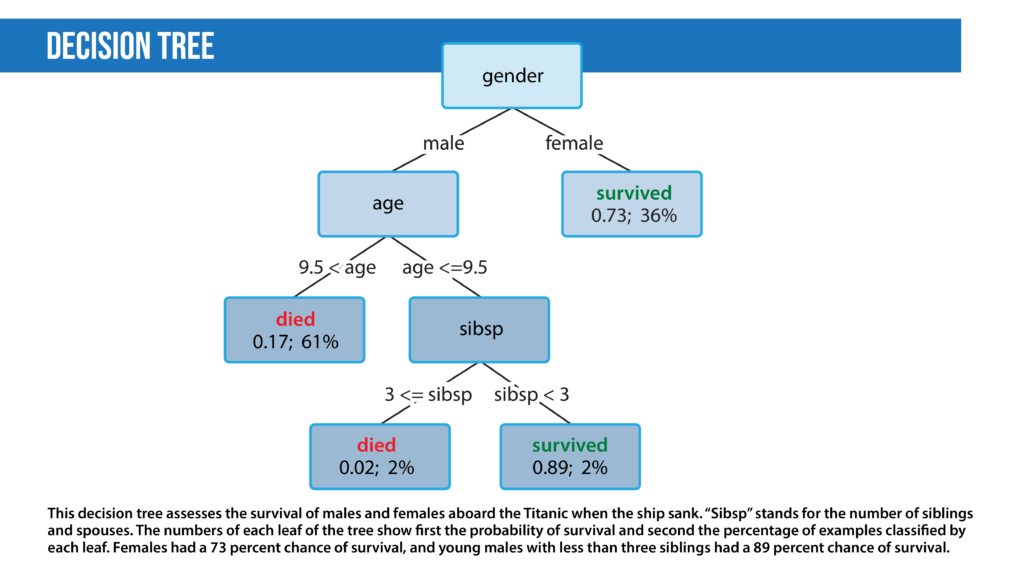 DECISION TREE
gender
male female
age
survived
0.73; 36%
9.5 < age age <=9.5
died
0.17; 61%
sibsp
3 <= sibsp sibsp < 3
died
0.02; 2%
survived
0.89; 2%
This decision tree assesses the survival of males and females aboard the Titanic when the ship sank. “Sibsp” stands for the number of siblings
and spouses. The numbers of each leaf of the tree show first the probability of survival and second the percentage of examples classified by
each leaf. Females had a 73 percent chance of survival, and young males with less than three siblings had a 89 percent chance of survival.